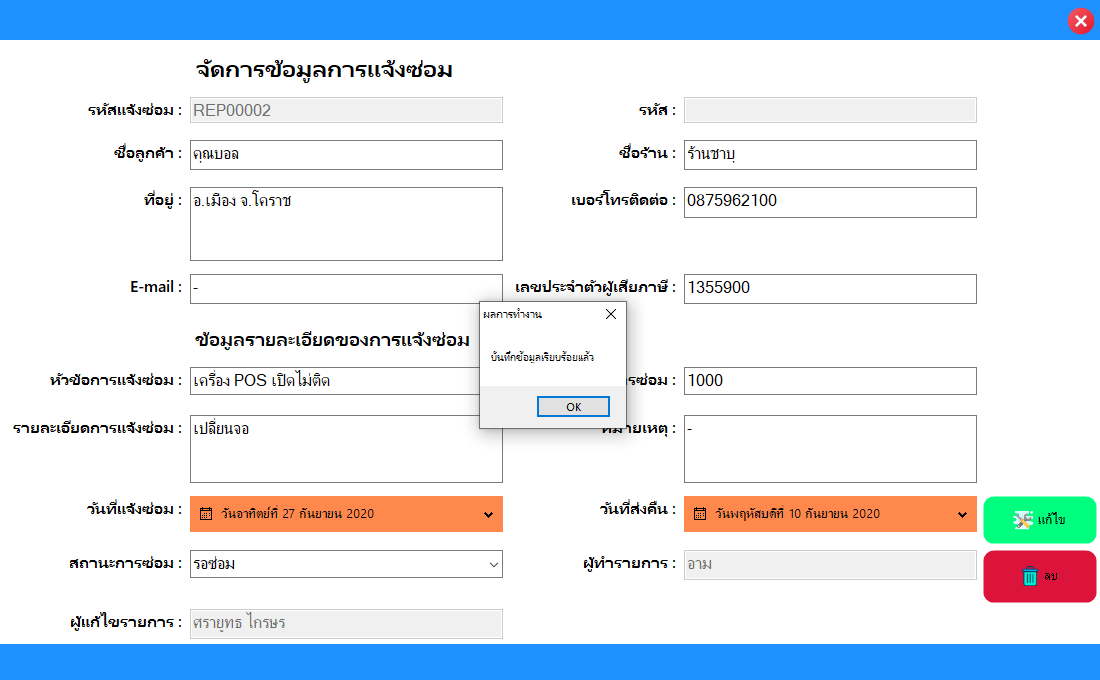 จัดการข้อมูลการแจ้งซ่อม
รหัสแจ้งซ่อม : REP00002 รหัส :
ชื่อลูกค้า : คุณบอล ชื่อร้าน : ร้านชาบุ
ที่อยู่ : อ.เมือง จ.โคราช เบอร์โทรติดต่อ : 0875962100
E-mail : - เลขประจำตัวผู้เสียภาษี : 1355900
ผลการทำงาน
บันทึกข้อมูลเรียบร้อยแล้ว
OK
ข้อมูลรายละเอียดของการแจ้งซ่อม
หัวข้อการแจ้งซ่อม : เครื่อง POS เปิดไม่ติด รซ่อม : 1000
รายละเอียดการแจ้งซ่อม : เปลี่ยนจอ หมายเหตุ : -
วันที่แจ้งซ่อม : วันอาทิตย์ที่ 27 กันยายน 2020 วันที่ส่งคืน : วันพฤหัสบดีที่ 10 กันยายน 2020 แก้ไข
สถานะการซ่อม : รอซ่อม ผู้ทำรายการ : อาม ลบ
ผู้แก้ไขรายการ : ศรายุทธ ไกรษร